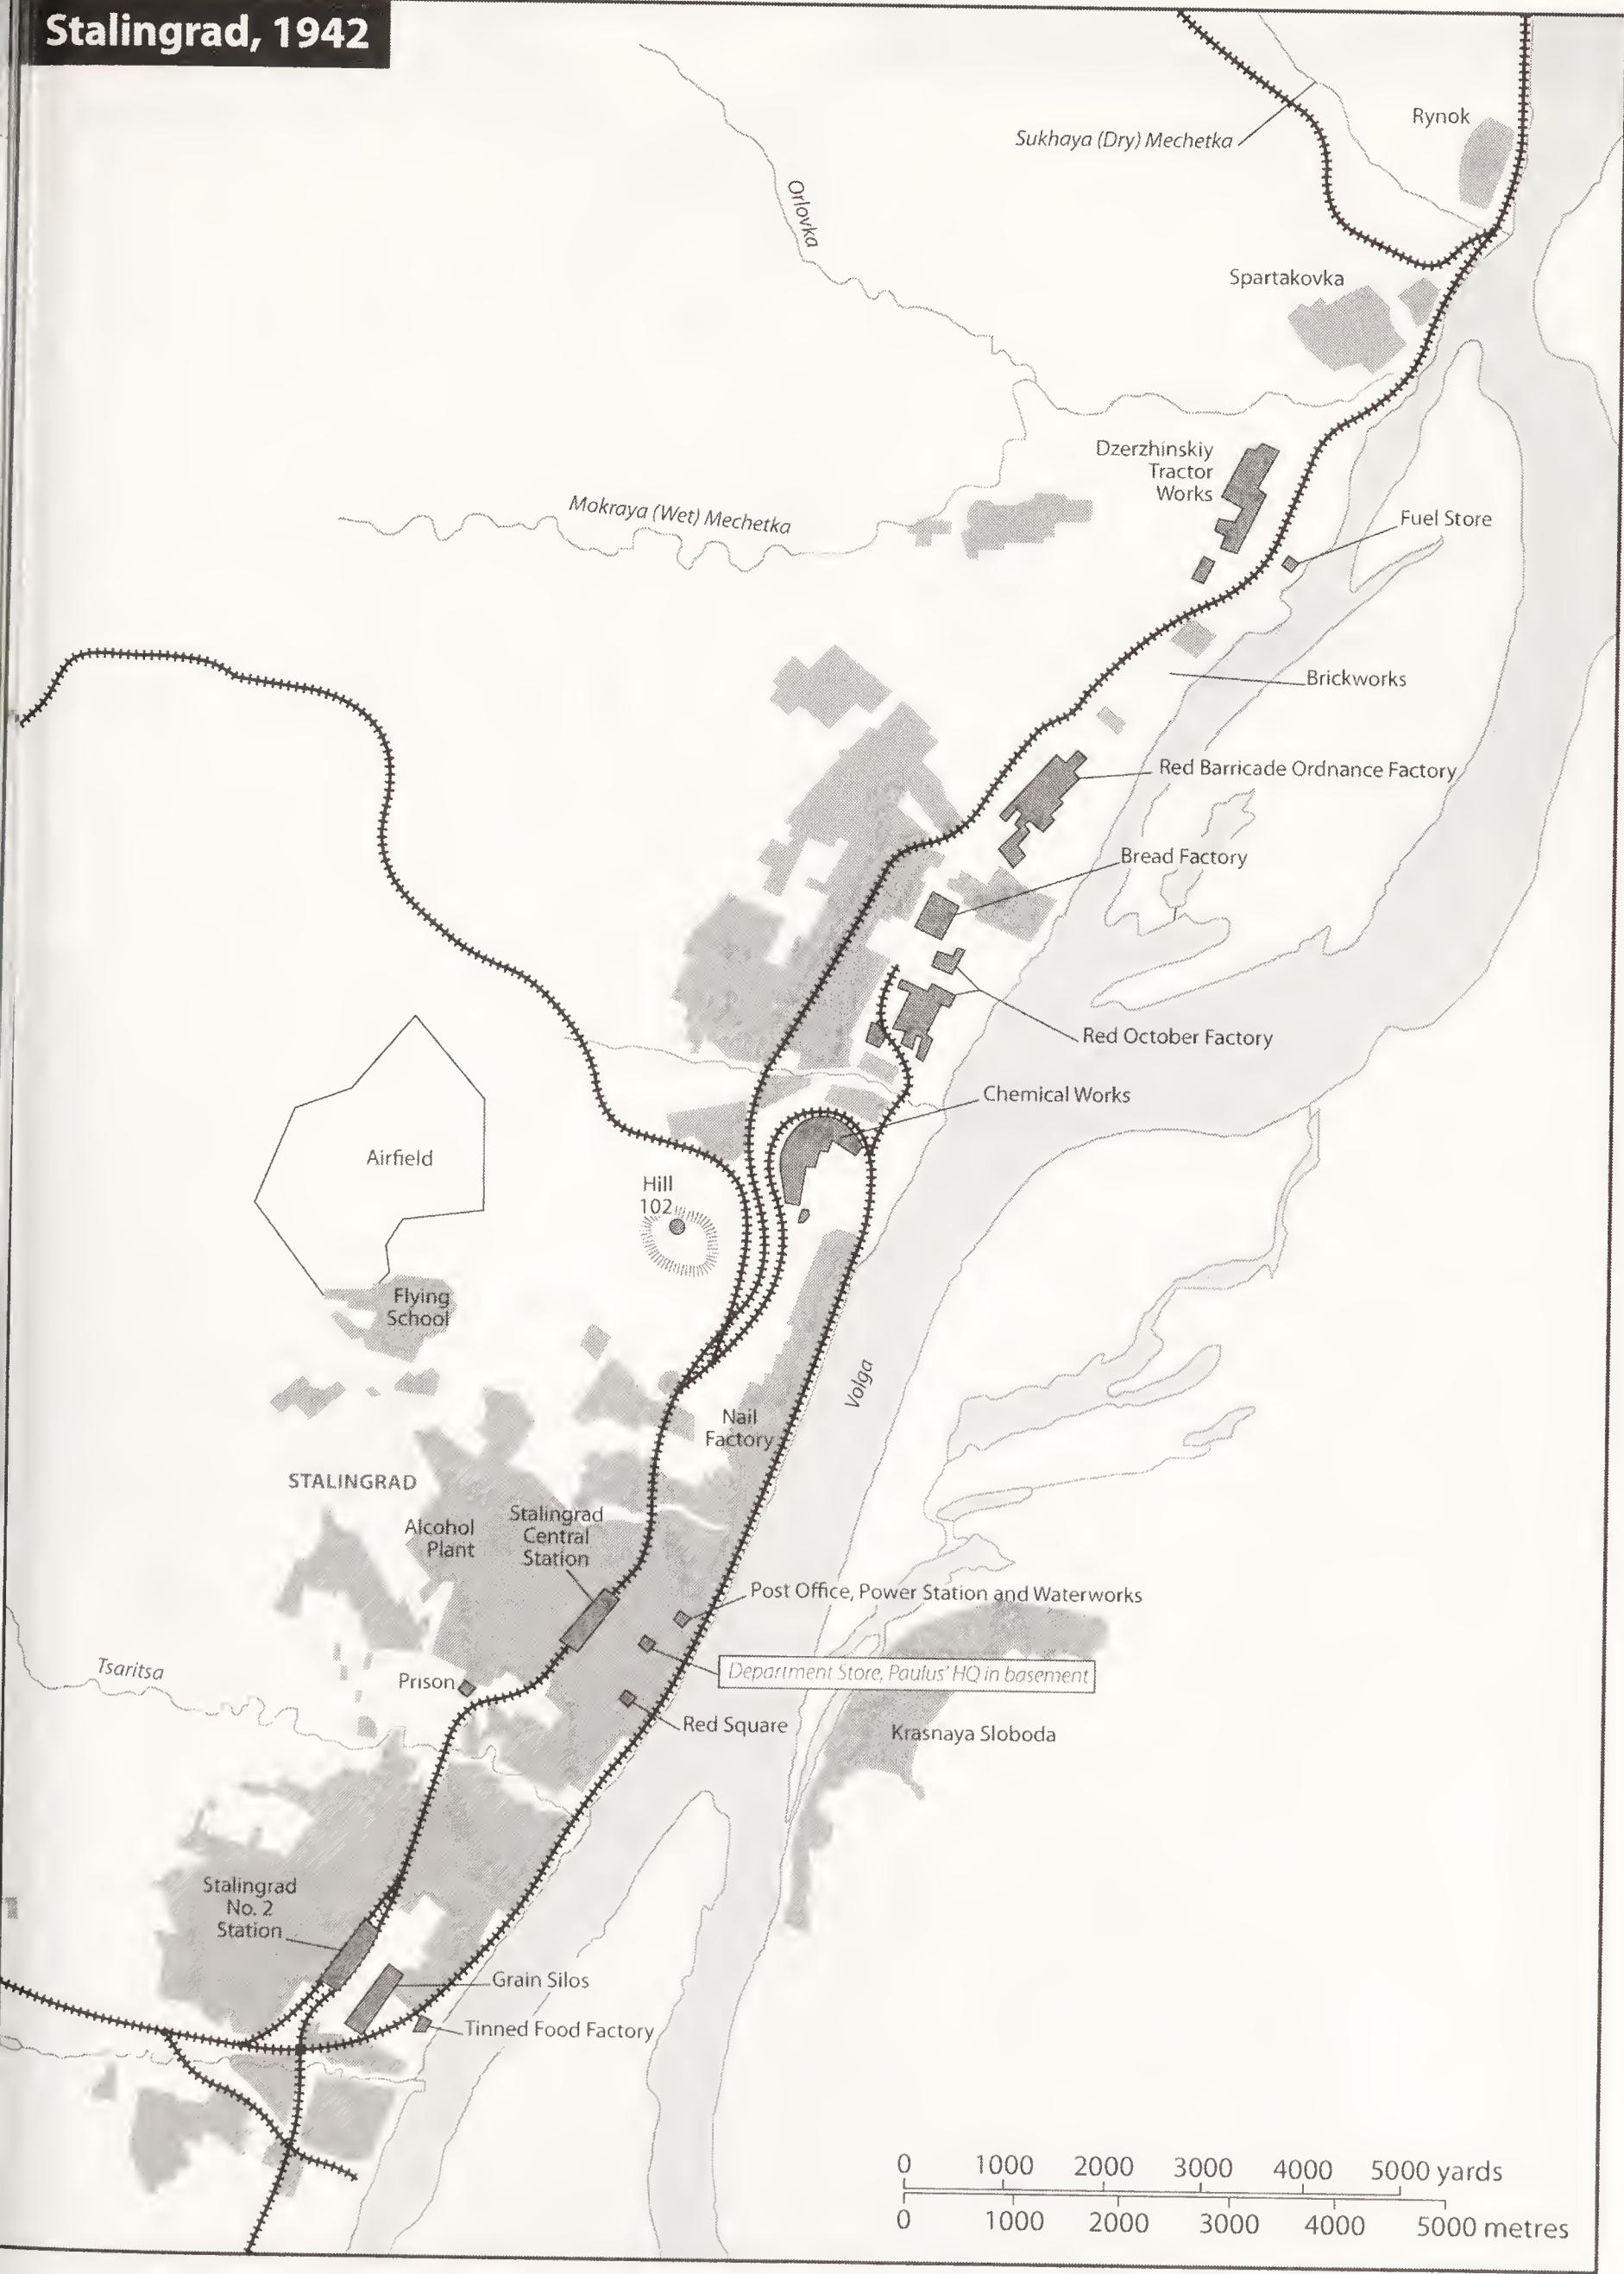 Stalingrad, 1942
Rynok
Sukhaya (Dry) Mechetka
Orlovka
Spartakovka
Dzerzhinskiy
Tractor
Works
Mokraya (Wet) Mechetka
Fuel Store
Brickworks
Red Barricade Ordnance Factory
Bread Factory
Red October Factory
Chemical Works
Airfield
Hill
102
Flying
School
Volga
Nail
Factory
STALINGRAD
Stalingrad
Central
Station
Alcohol
Plant
Post Office, Power Station and Waterworks
Tsaritsa
Department Store, Paulus' HQ in basement
Prison
Red Square
Krasnaya Sloboda
Stalingrad
No. 2
Station
Grain Silos
Tinned Food Factory
0 1000 2000 3000 4000 5000 yards
0 1000 2000 3000 4000 5000 metres